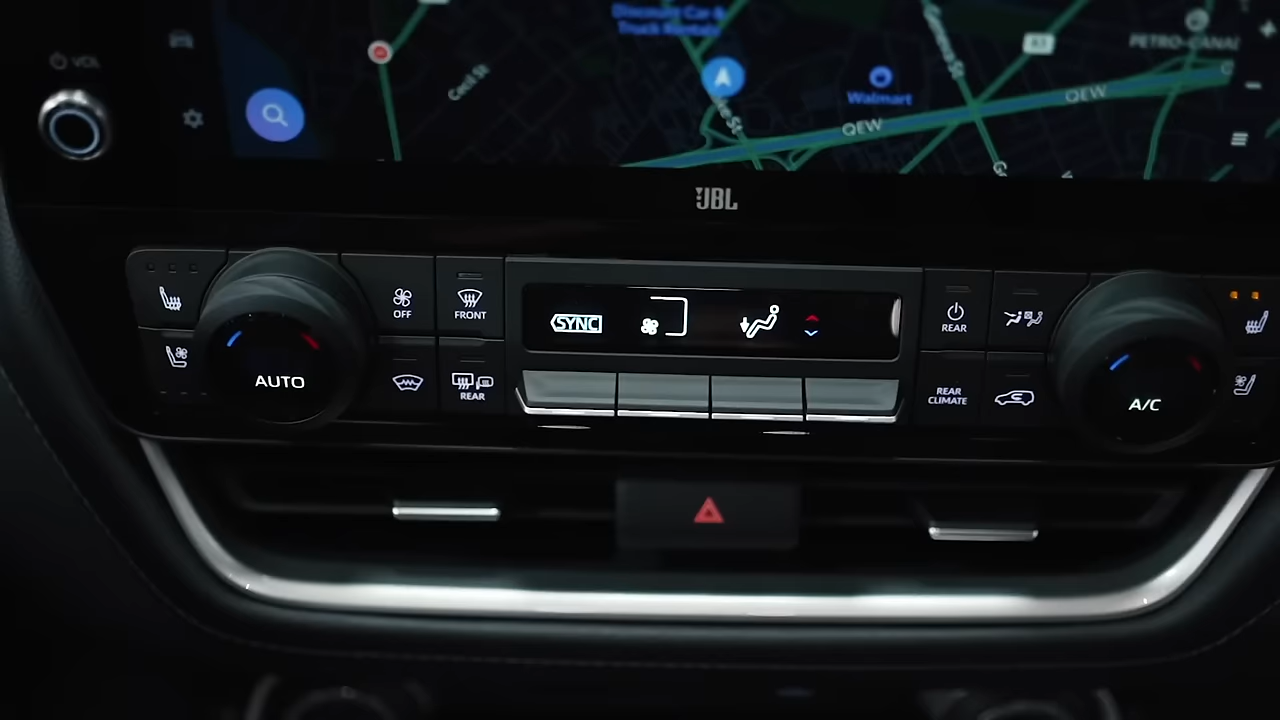 Discount Car &
Truck Rentals
VOL
Cecil St
PETRO-CANA
Walmart
QEW
QEW
JBL
OFF
FRONT
SYNC
REAR
AUTO
REAR
REAR
CLIMATE
A/C